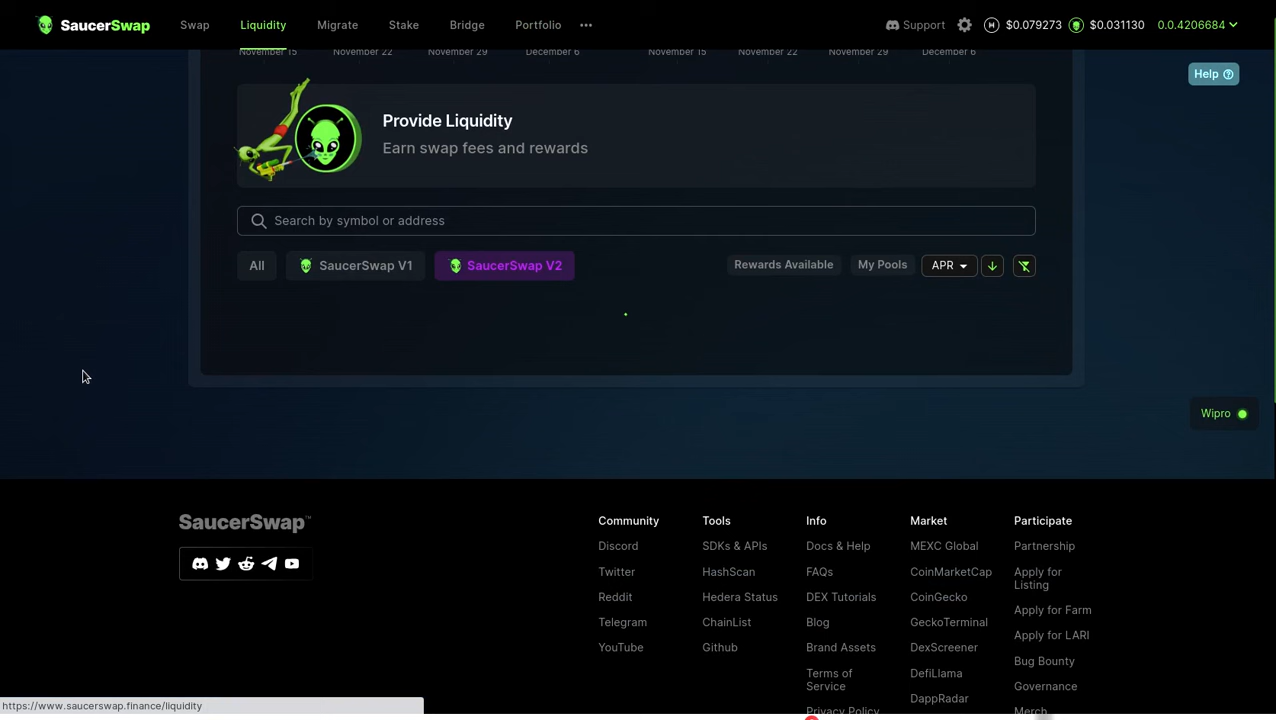 SaucerSwap Swap Liquidity Migrate Stake Bridge Portfolio ••• Support H $0.079273 $0.031130 0.0.4206684
November 15 November 22 November 29 December 6 November 15 November 22 November 29 December 6
Help
Provide Liquidity
Earn swap fees and rewards
Search by symbol or address
All SaucerSwap V1 SaucerSwap V2 Rewards Available My Pools APR
Wipro
SaucerSwap™
Community
Discord
Twitter
Reddit
Telegram
YouTube
Tools
SDKs & APIs
HashScan
Hedera Status
ChainList
Github
Info
Docs & Help
FAQs
DEX Tutorials
Blog
Brand Assets
Terms of
Service
Privacy Policy
Market
MEXC Global
CoinMarketCap
CoinGecko
GeckoTerminal
DexScreener
DefiLlama
DappRadar
Participate
Partnership
Apply for
Listing
Apply for Farm
Apply for LARI
Bug Bounty
Governance
Merch
https://www.saucerswap.finance/liquidity